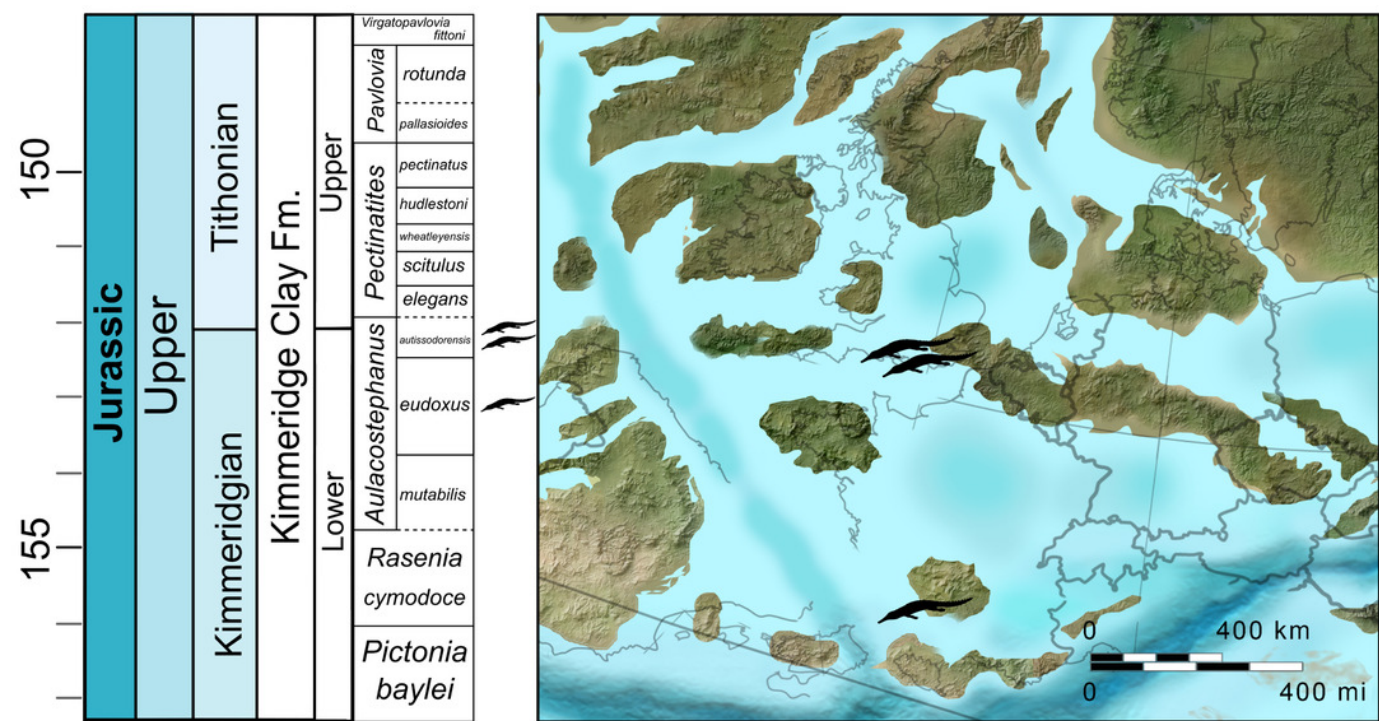 150
155
Jurassic
Upper
Tithonian
Kimmeridgian
Kimmeridge Clay Fm.
Upper
Lower
Virgatopavlovia
fittoni
Pavlovia
rotunda
pallasioides
Pectinatites
pectinatus
hudlestoni
wheatleyensis
scitulus
elegans
Aulacostephanus
autissodorensis
eudoxus
mutabilis
Rasenia
cymodoce
Pictonia
baylei
0 400 km
0 400 mi